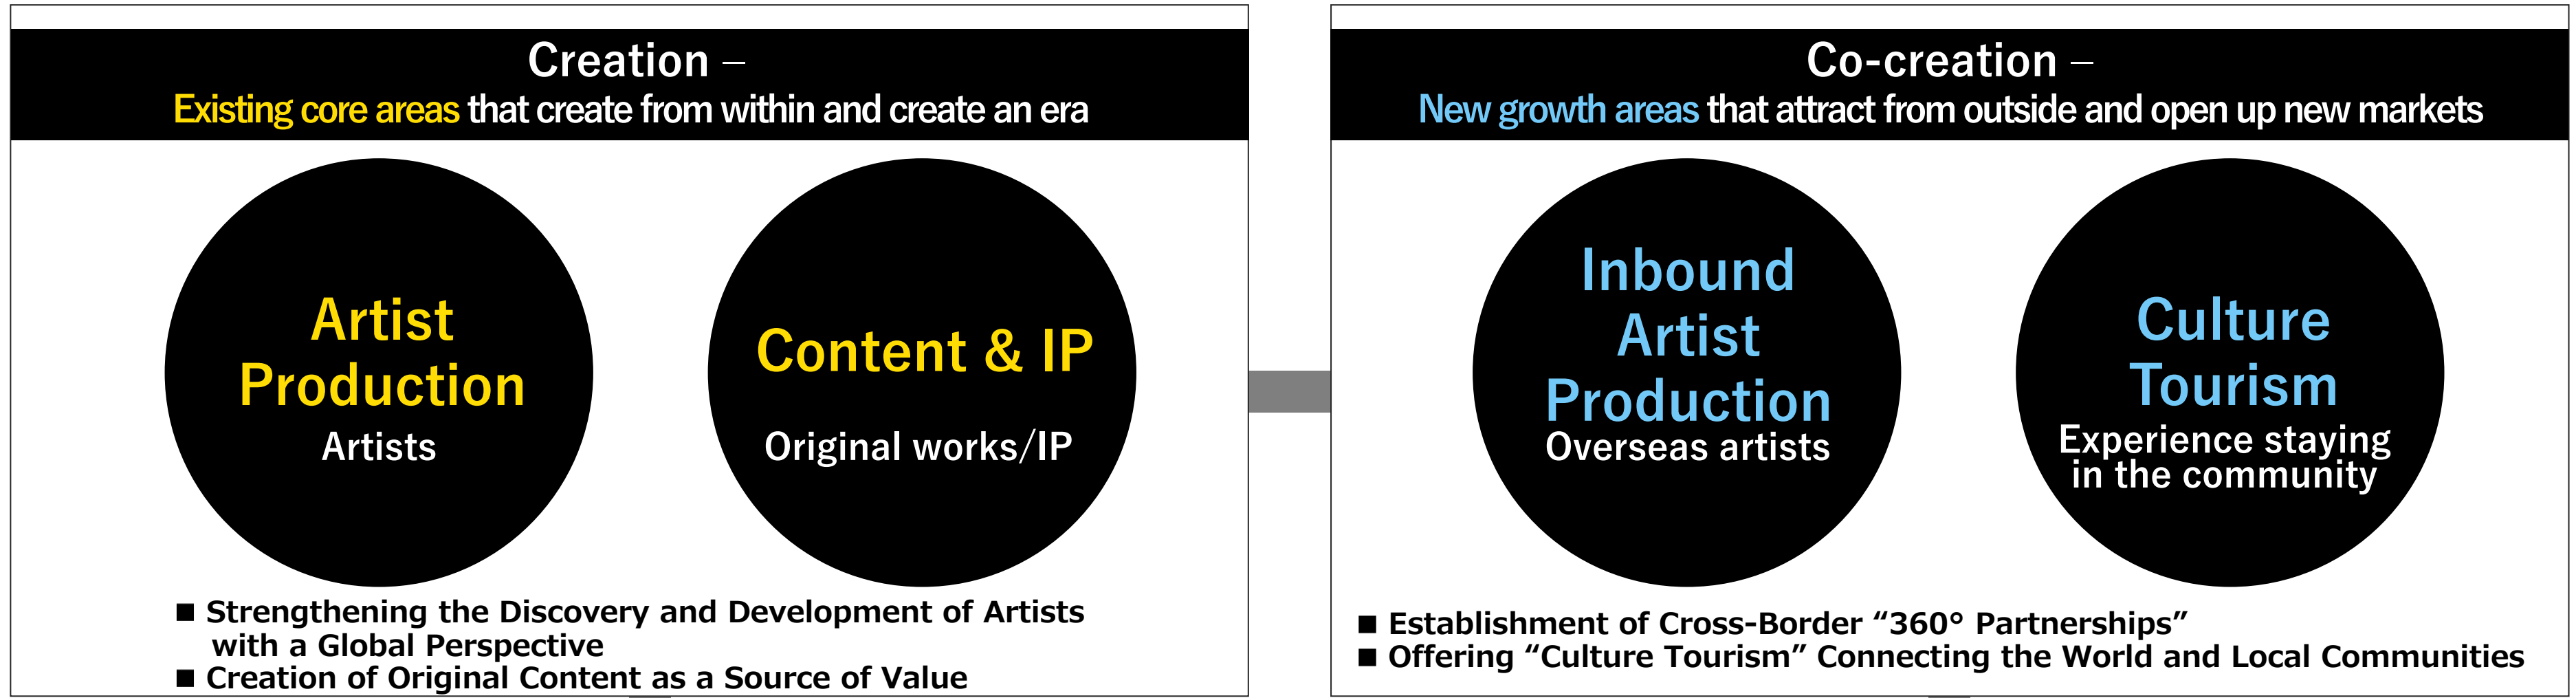 Creation –
Existing core areas that create from within and create an era
Artist
Production
Artists
Content & IP
Original works/IP
■ Strengthening the Discovery and Development of Artists
with a Global Perspective
■ Creation of Original Content as a Source of Value
Co-creation –
New growth areas that attract from outside and open up new markets
Inbound
Artist
Production
Overseas artists
Culture
Tourism
Experience staying
in the community
■ Establishment of Cross-Border “360° Partnerships”
■ Offering “Culture Tourism” Connecting the World and Local Communities